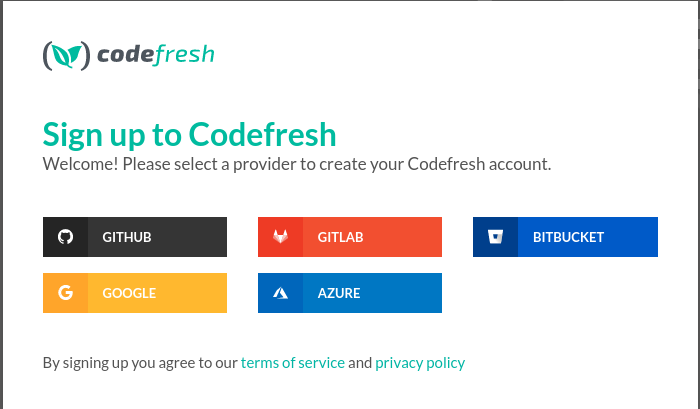 codefresh
Sign up to Codefresh
Welcome! Please select a provider to create your Codefresh account.
GITHUB
GITLAB
BITBUCKET
GOOGLE
AZURE
By signing up you agree to our terms of service and privacy policy